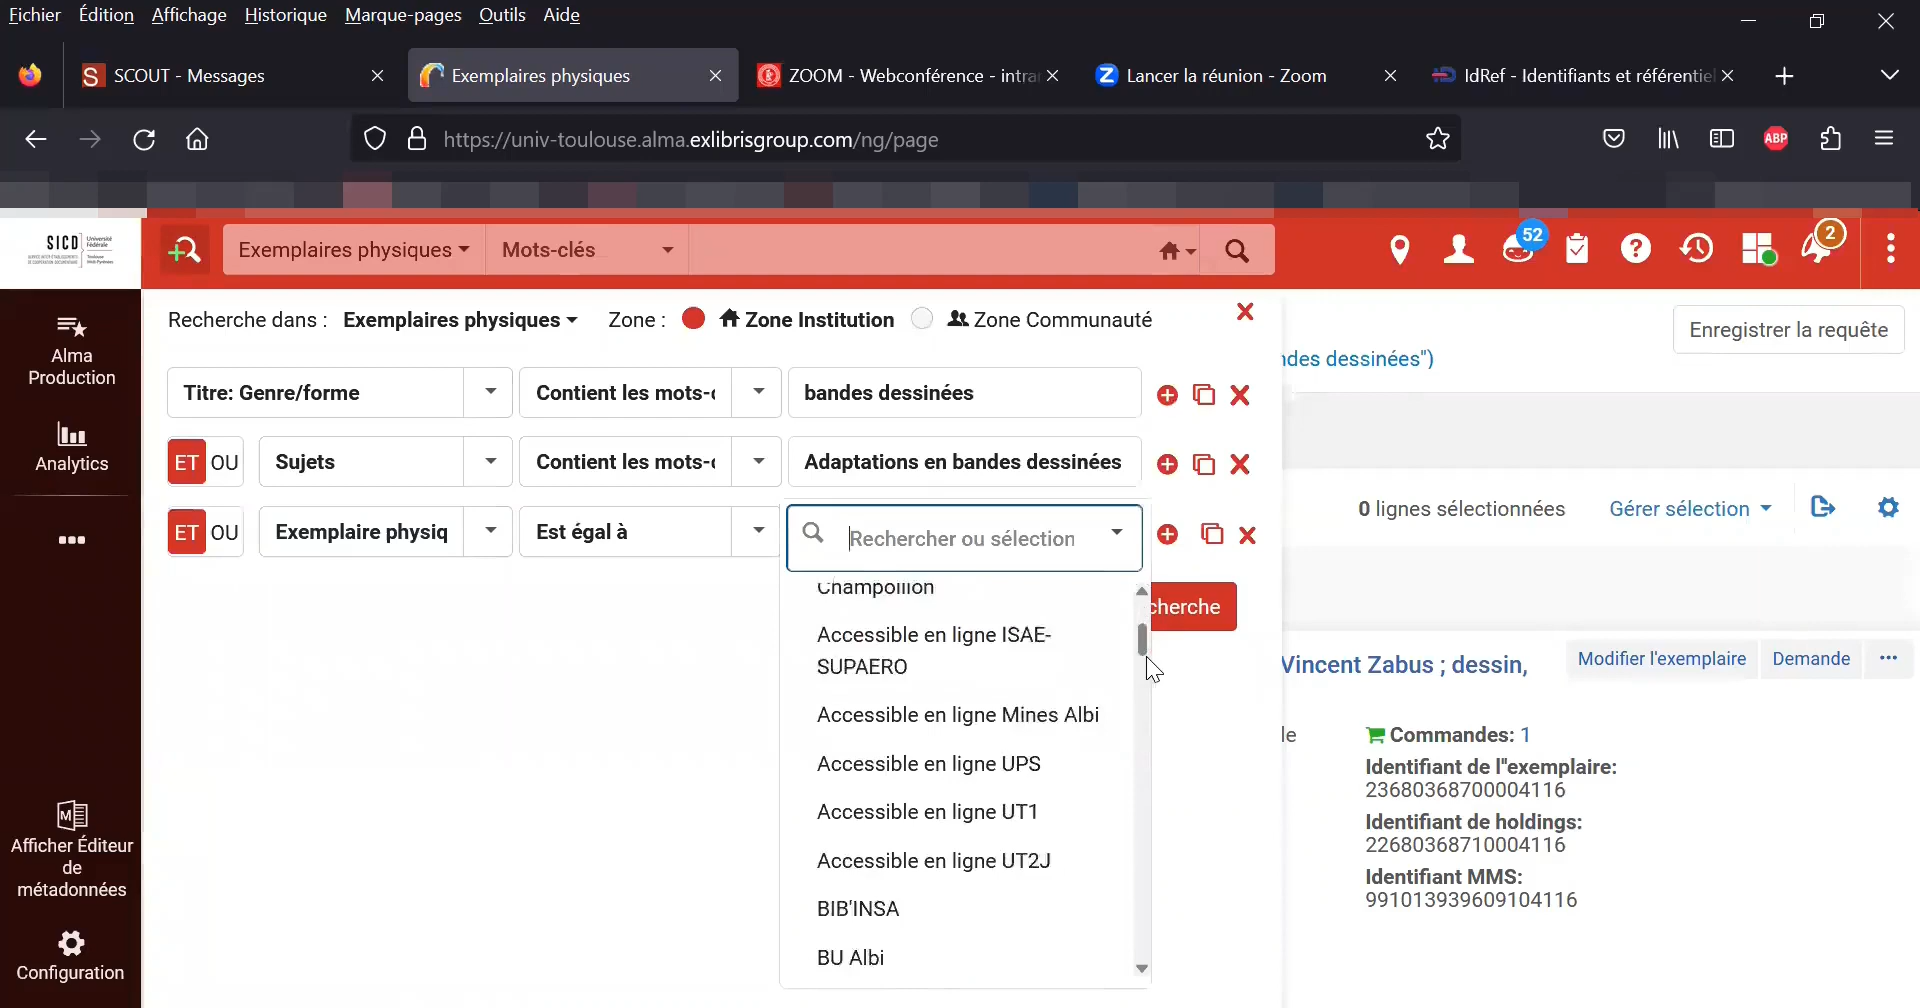 Fichier Édition Affichage Historique Marque-pages Outils Aide
SCOUT - Messages
Exemplaires physiques
ZOOM - Webconférence - intra
Lancer la réunion - Zoom
IdRef - Identifiants et référentiel
https://univ-toulouse.alma.exlibrisgroup.com/ng/page
ABP
SICD
Exemplaires physiques
Mots-clés
52
2
Recherche dans : Exemplaires physiques
Zone :
Zone Institution
Zone Communauté
Enregistrer la requête
ndes dessinées")
Alma
Production
Analytics
Afficher Éditeur
de
métadonnées
Configuration
Titre: Genre/forme
Contient les mots-c
bandes dessinées
ET OU
Sujets
Contient les mots-c
Adaptations en bandes dessinées
ET OU
Exemplaire physiq
Est égal à
Rechercher ou sélection
Champollion
Accessible en ligne ISAE-
SUPAERO
Accessible en ligne Mines Albi
Accessible en ligne UPS
Accessible en ligne UT1
Accessible en ligne UT2J
BIB'INSA
BU Albi
cherche
0 lignes sélectionnées
Gérer sélection
Vincent Zabus ; dessin,
Modifier l'exemplaire
Demande
le
Commandes: 1
Identifiant de l''exemplaire:
23680368700004116
Identifiant de holdings:
22680368710004116
Identifiant MMS:
991013939609104116